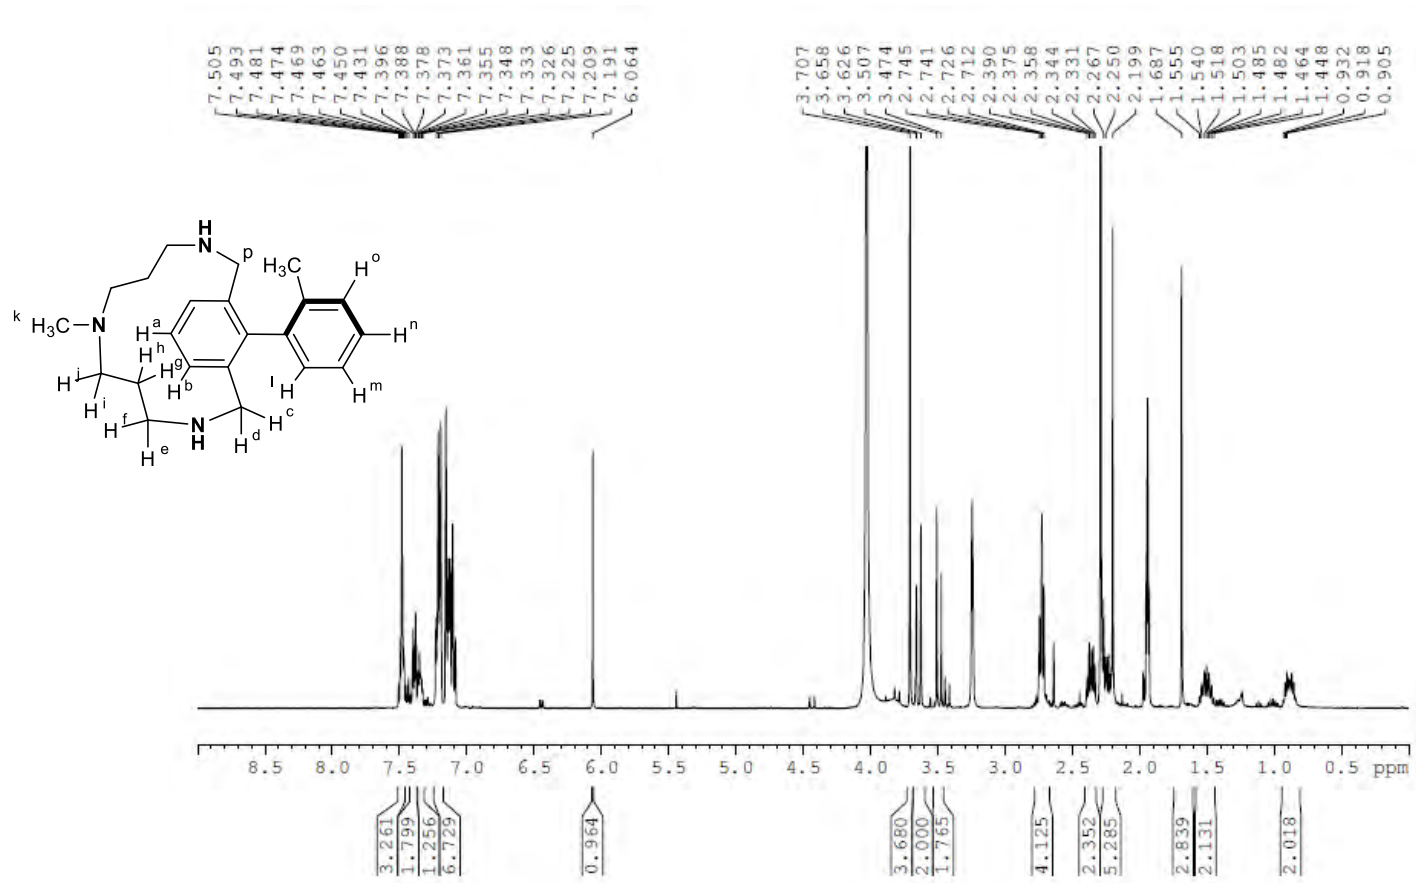 7.505 7.493 7.481 7.474 7.469 7.463 7.450 7.431 7.396 7.388 7.378 7.373 7.361 7.355 7.348 7.333 7.326 7.225 7.209 7.191 6.064
3.707 3.658 3.626 3.507 3.474 2.745 2.741 2.726 2.712 2.390 2.375 2.358 2.344 2.331 2.267 2.250 2.199 1.687 1.555 1.540 1.518 1.503 1.485 1.482 1.464 1.448 0.932 0.918 0.905
H
N p
H3C H o
k H3C N H a H n
h
H H g
H j H b l H H m
H i
H f N H c
H H d
H e
8.5 8.0 7.5 7.0 6.5 6.0 5.5 5.0 4.5 4.0 3.5 3.0 2.5 2.0 1.5 1.0 0.5 ppm
3.261 1.799 1.256 6.729 0.964 3.680 2.000 1.765 4.125 2.352 5.285 2.839 2.131 2.018